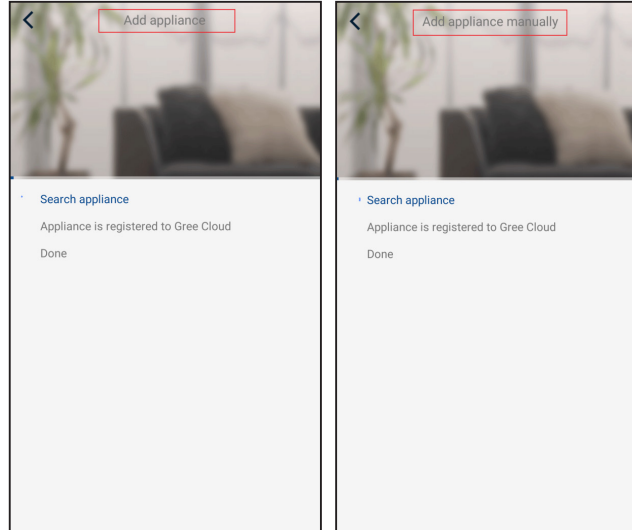 Add appliance
Search appliance
Appliance is registered to Gree Cloud
Done
Add appliance manually
Search appliance
Appliance is registered to Gree Cloud
Done